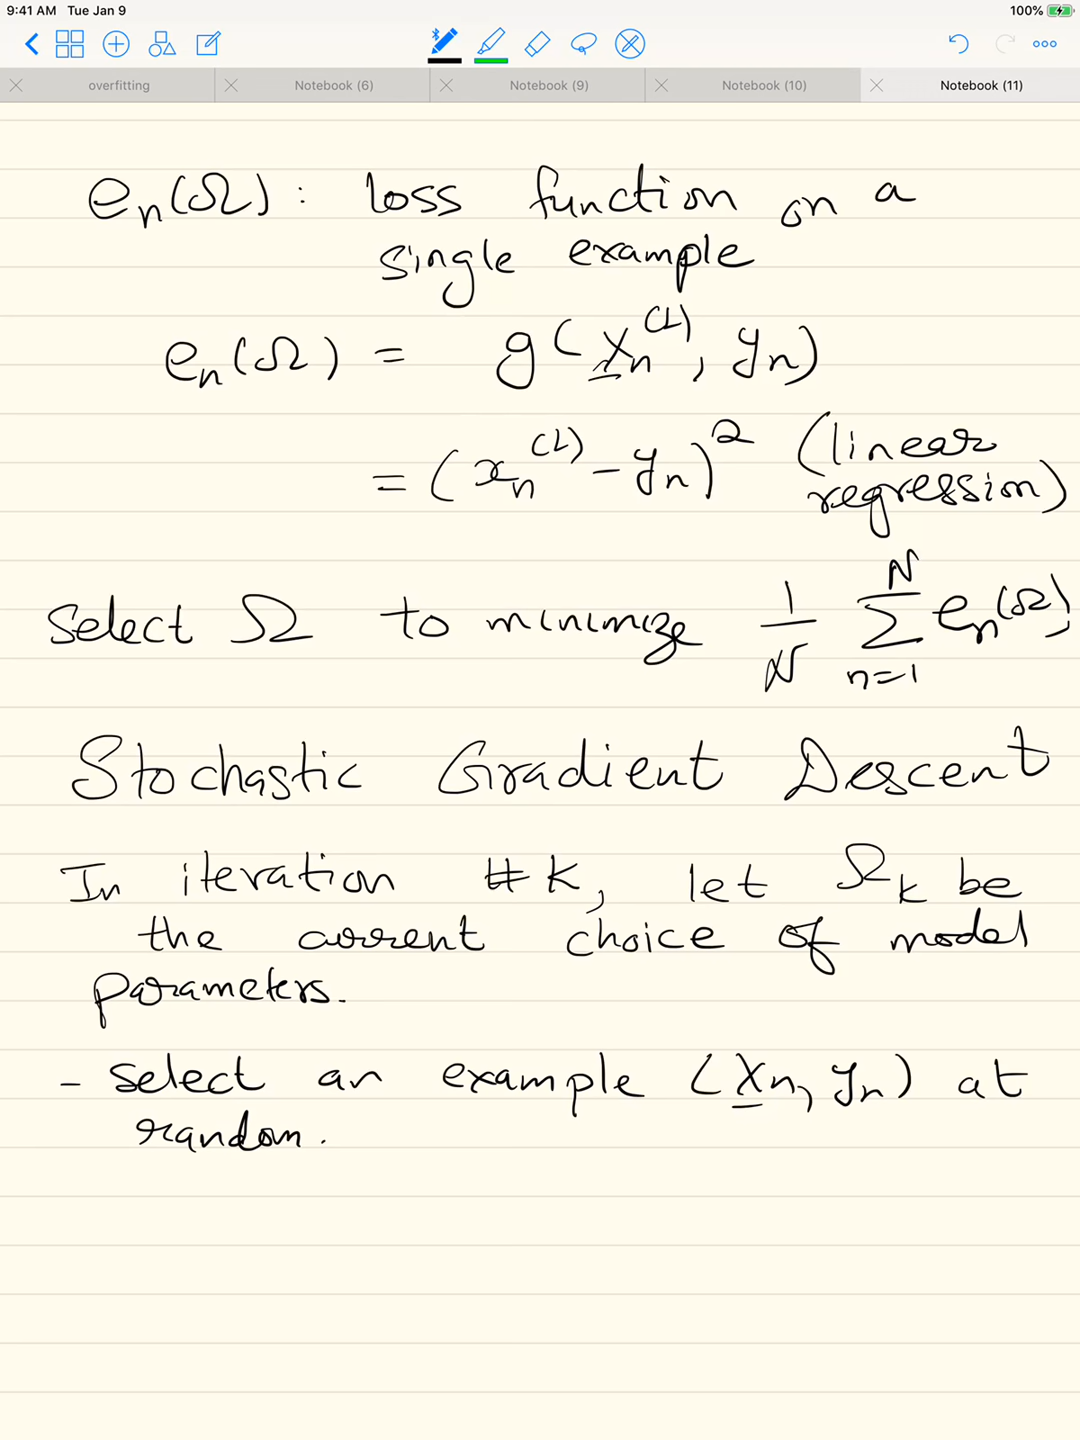 9:41 AM Tue Jan 9 100%
overfitting Notebook (6) Notebook (9) Notebook (10) Notebook (11)
eₙ(Ω) : loss function on a
single example
eₙ(Ω) = g(x̲ₙ⁽ᴸ⁾, yₙ)
= (xₙ⁽ᴸ⁾ - yₙ)² (linear
regression)
select Ω to minimize 1/N Σₙ₌₁ᴺ eₙ(Ω)
Stochastic Gradient Descent
In iteration #k, let Ωₖ be
the current choice of model
parameters.
- select an example (x̲ₙ, yₙ) at
random.